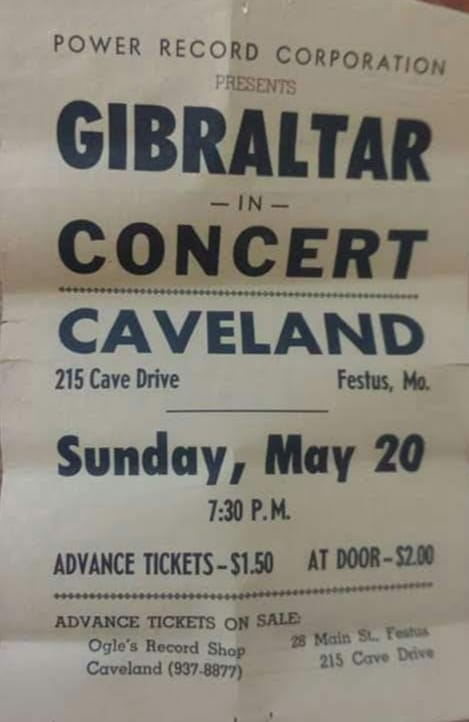 POWER RECORD CORPORATION
PRESENTS
GIBRALTAR
— IN —
CONCERT
CAVELAND
215 Cave Drive Festus, Mo.
Sunday, May 20
7:30 P.M.
ADVANCE TICKETS – $1.50 AT DOOR – $2.00
ADVANCE TICKETS ON SALE:
Ogle's Record Shop 28 Main St., Festus
Caveland (937-8877) 215 Cave Drive